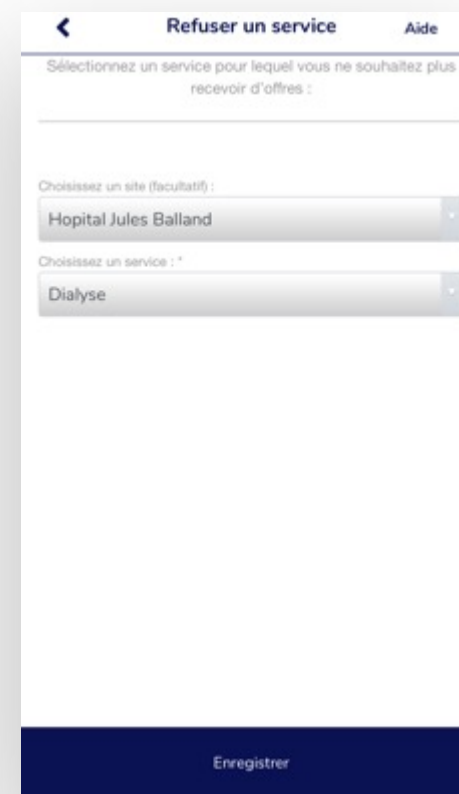 Refuser un service Aide
Sélectionnez un service pour lequel vous ne souhaitez plus
recevoir d'offres :
Choisissez un site (facultatif) :
Hopital Jules Balland
Choisissez un service : *
Dialyse
Enregistrer